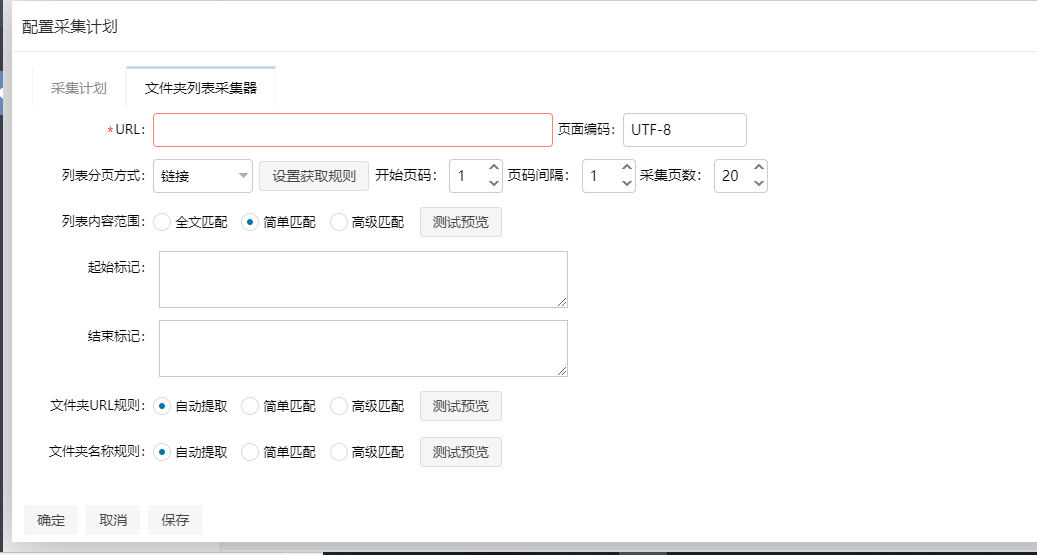 配置采集计划
采集计划 文件夹列表采集器
*URL: 页面编码: UTF-8
列表分页方式: 链接 设置获取规则 开始页码: 1 页码间隔: 1 采集页数: 20
列表内容范围: 全文匹配 简单匹配 高级匹配 测试预览
起始标记:
结束标记:
文件夹URL规则: 自动提取 简单匹配 高级匹配 测试预览
文件夹名称规则: 自动提取 简单匹配 高级匹配 测试预览
确定 取消 保存